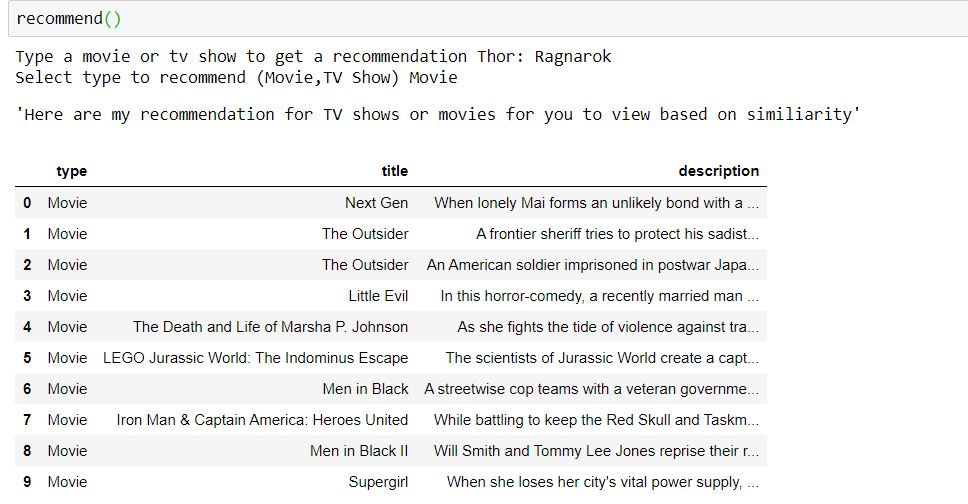 recommend()
Type a movie or tv show to get a recommendation Thor: Ragnarok
Select type to recommend (Movie,TV Show) Movie
'Here are my recommendation for TV shows or movies for you to view based on similiarity'
type title description
0 Movie Next Gen When lonely Mai forms an unlikely bond with a ...
1 Movie The Outsider A frontier sheriff tries to protect his sadist...
2 Movie The Outsider An American soldier imprisoned in postwar Japa...
3 Movie Little Evil In this horror-comedy, a recently married man ...
4 Movie The Death and Life of Marsha P. Johnson As she fights the tide of violence against tra...
5 Movie LEGO Jurassic World: The Indominus Escape The scientists of Jurassic World create a capt...
6 Movie Men in Black A streetwise cop teams with a veteran governme...
7 Movie Iron Man & Captain America: Heroes United While battling to keep the Red Skull and Taskm...
8 Movie Men in Black II Will Smith and Tommy Lee Jones reprise their r...
9 Movie Supergirl When she loses her city's vital power supply, ...